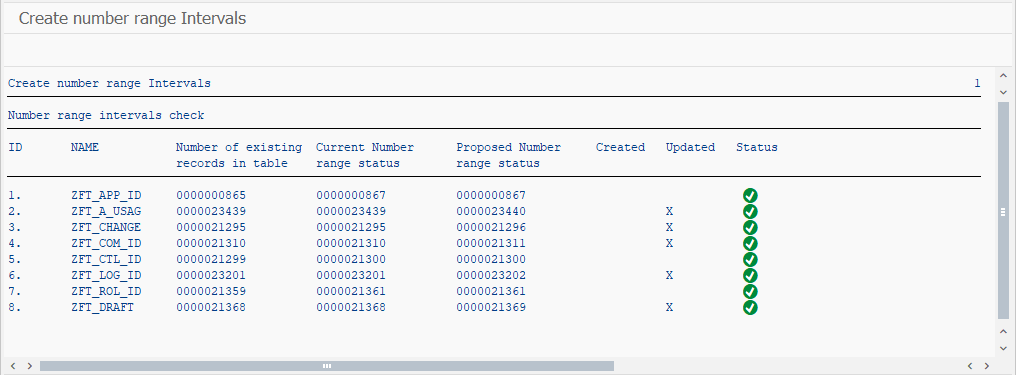 Create number range Intervals
Create number range Intervals 1
Number range intervals check
ID NAME Number of existing records in table Current Number range status Proposed Number range status Created Updated Status
1. ZFT_APP_ID 0000000865 0000000867 0000000867
2. ZFT_A_USAG 0000023439 0000023439 0000023440 X
3. ZFT_CHANGE 0000021295 0000021295 0000021296 X
4. ZFT_COM_ID 0000021310 0000021310 0000021311 X
5. ZFT_CTL_ID 0000021299 0000021300 0000021300
6. ZFT_LOG_ID 0000023201 0000023201 0000023202 X
7. ZFT_ROL_ID 0000021359 0000021361 0000021361
8. ZFT_DRAFT 0000021368 0000021368 0000021369 X